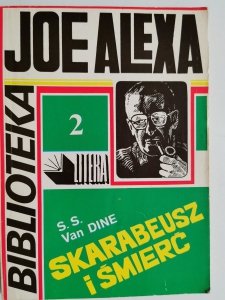 JOE ALEXA
BIBLIOTEKA
2
LITERA
S. S.
Van DINE
SKARABEUSZ
i ŚMIERĆ